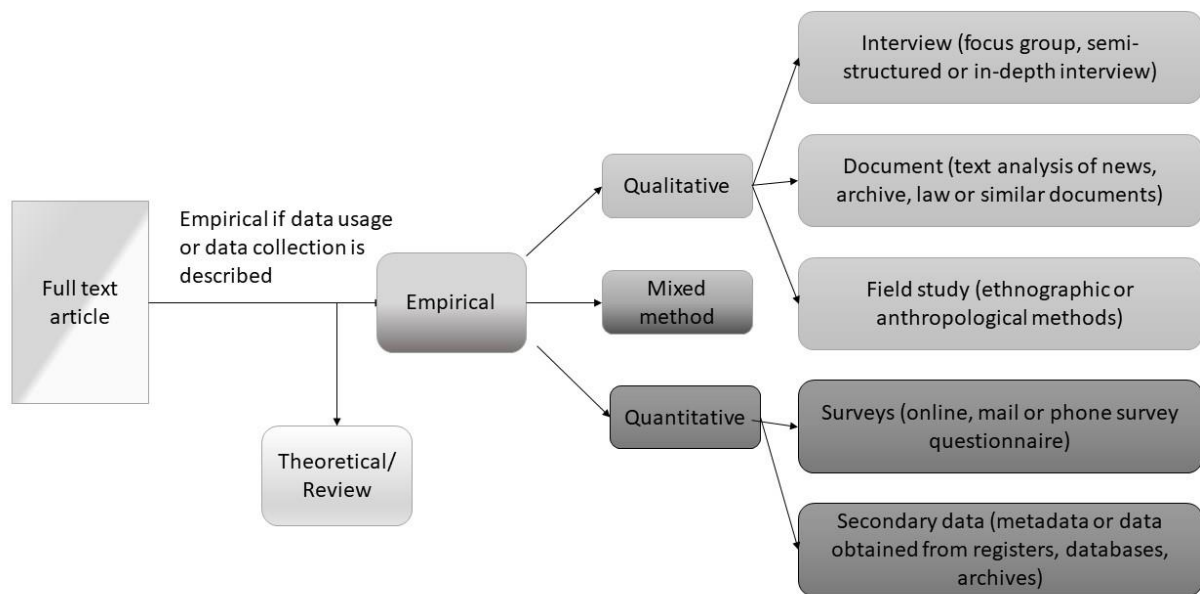 Full text
article
Empirical if data usage
or data collection is
described
Theoretical/
Review
Empirical
Qualitative
Mixed
method
Quantitative
Interview (focus group, semi-
structured or in-depth interview)
Document (text analysis of news,
archive, law or similar documents)
Field study (ethnographic or
anthropological methods)
Surveys (online, mail or phone survey
questionnaire)
Secondary data (metadata or data
obtained from registers, databases,
archives)